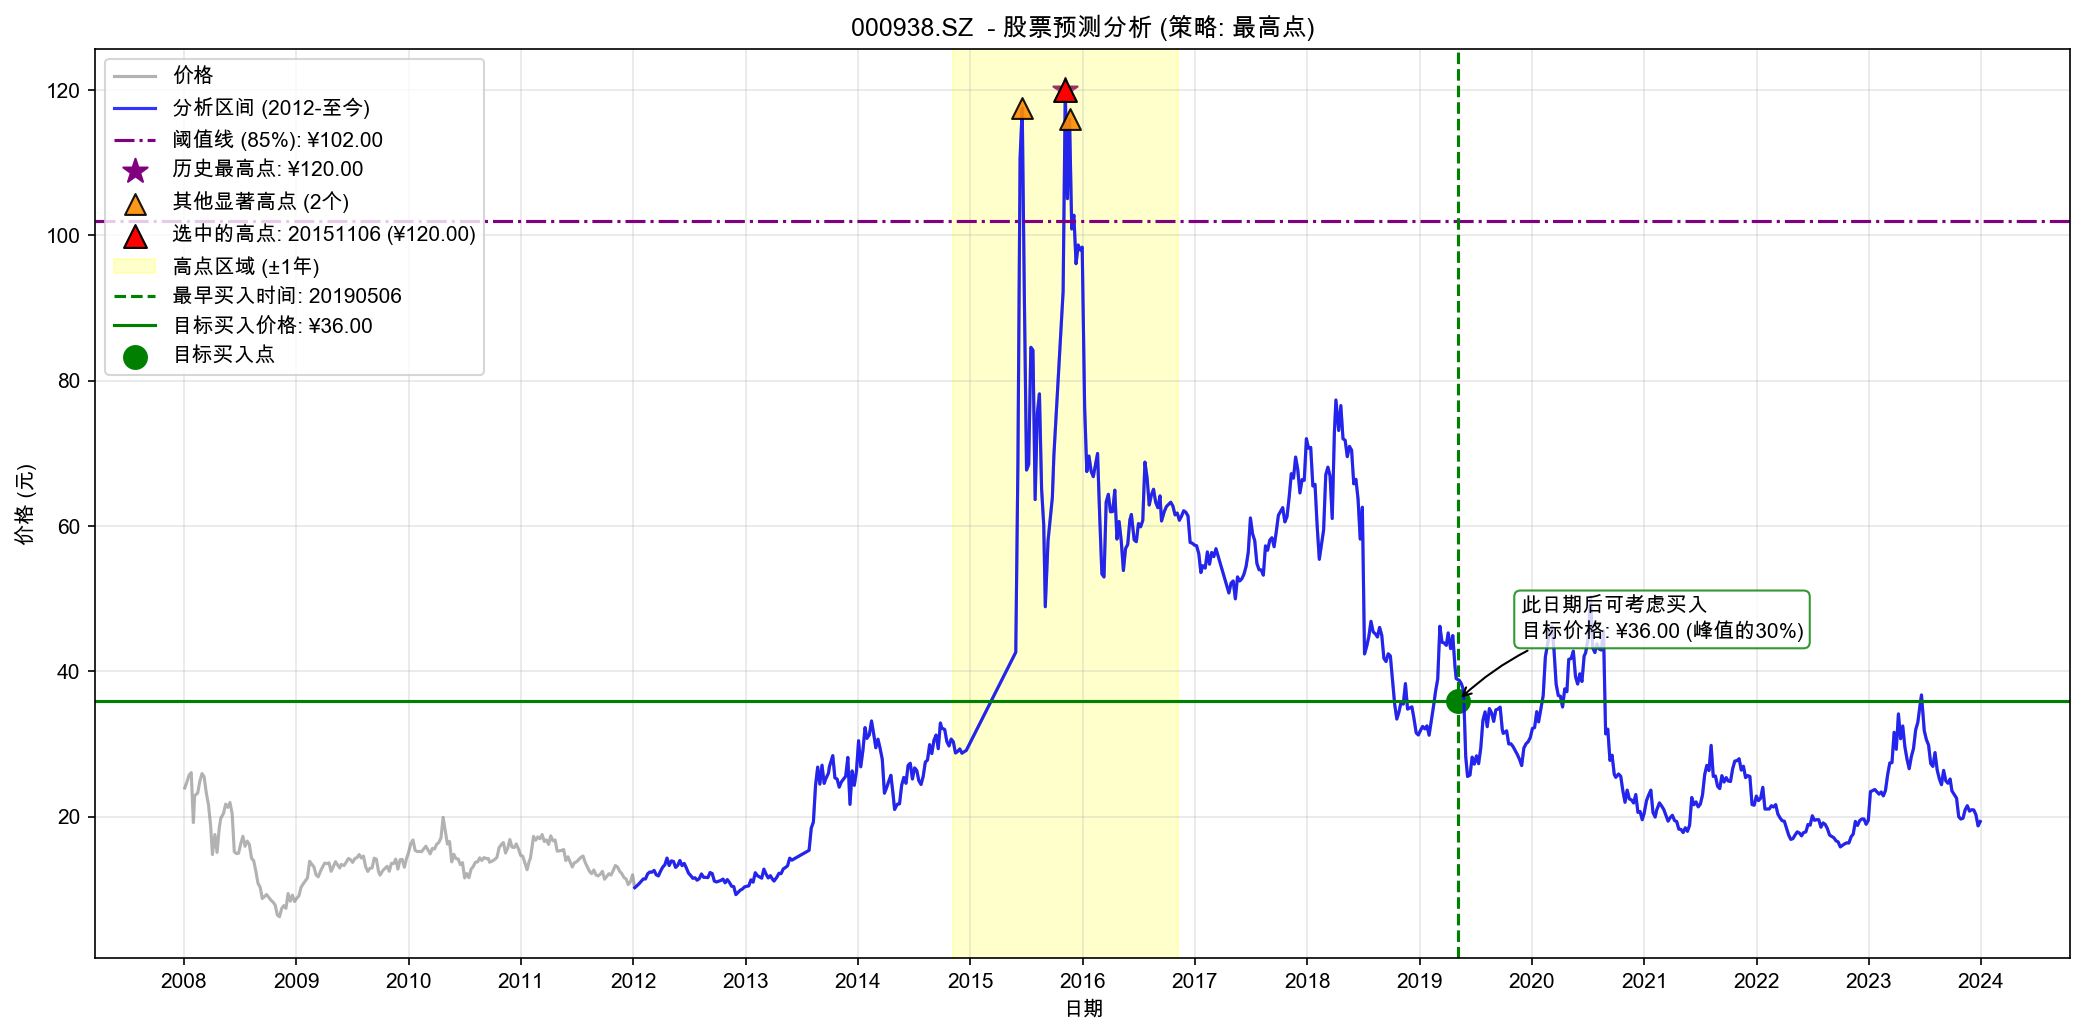 000938.SZ - 股票预测分析 (策略: 最高点)
价格
分析区间 (2012-至今)
阈值线 (85%): ¥102.00
历史最高点: ¥120.00
其他显著高点 (2个)
选中的高点: 20151106 (¥120.00)
高点区域 (±1年)
最早买入时间: 20190506
目标买入价格: ¥36.00
目标买入点
价格 (元)
120
100
80
60
40
20
此日期后可考虑买入
目标价格: ¥36.00 (峰值的30%)
2008 2009 2010 2011 2012 2013 2014 2015 2016 2017 2018 2019 2020 2021 2022 2023 2024
日期